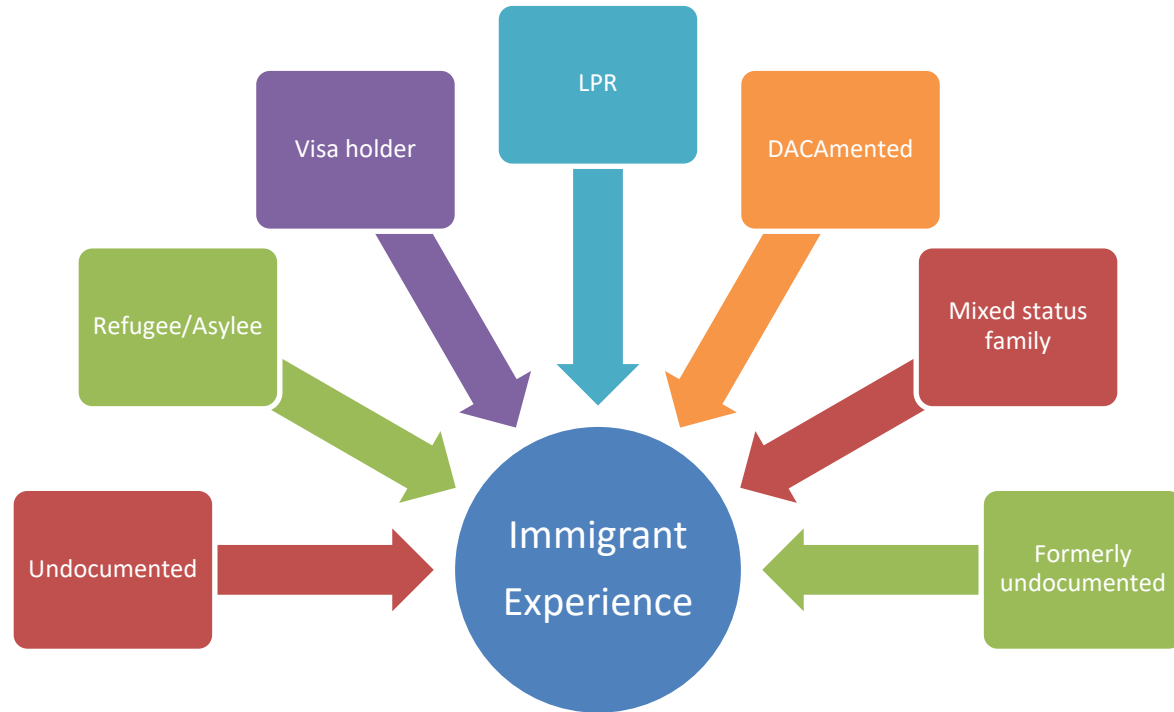 LPR
Visa holder
DACAmented
Refugee/Asylee
Mixed status
family
Undocumented
Immigrant
Experience
Formerly
undocumented